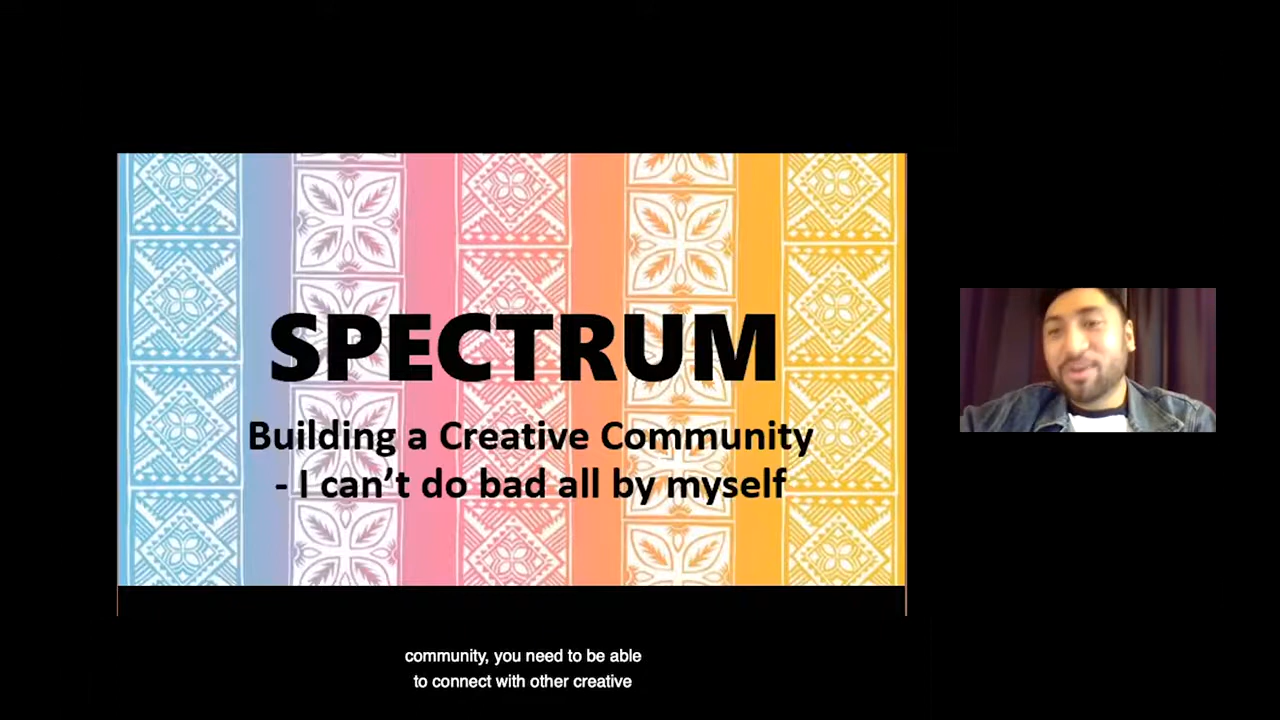 SPECTRUM
Building a Creative Community
- I can't do bad all by myself
community, you need to be able
to connect with other creative